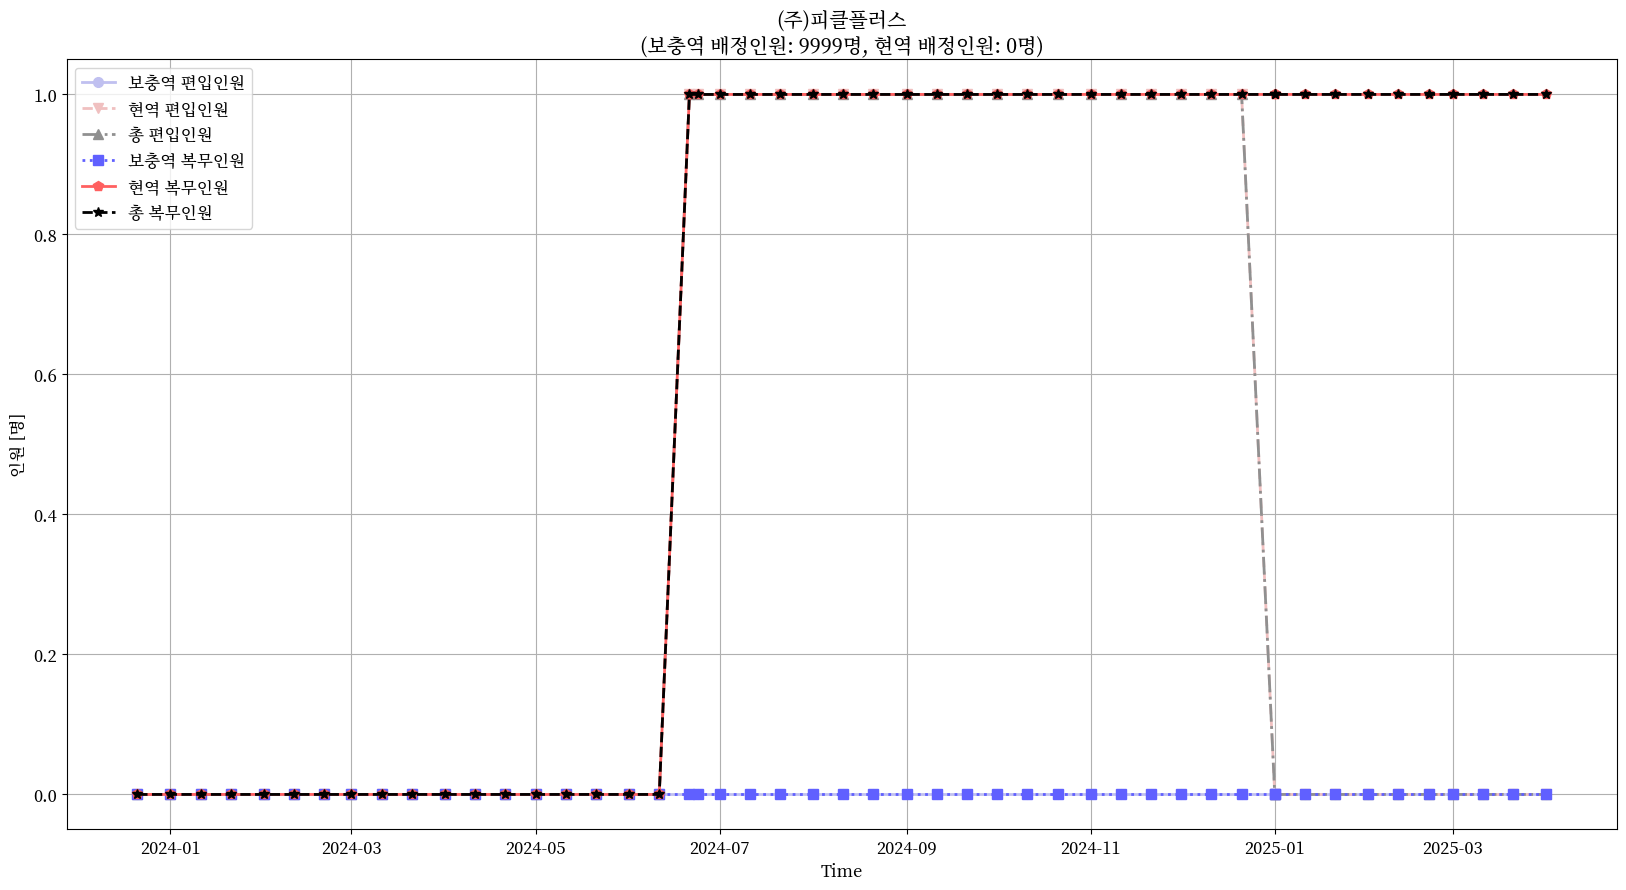 (주)피클플러스
(보충역 배정인원: 9999명, 현역 배정인원: 0명)
보충역 편입인원
현역 편입인원
총 편입인원
보충역 복무인원
현역 복무인원
총 복무인원
인원 [명]
1.0
0.8
0.6
0.4
0.2
0.0
2024-01 2024-03 2024-05 2024-07 2024-09 2024-11 2025-01 2025-03
Time